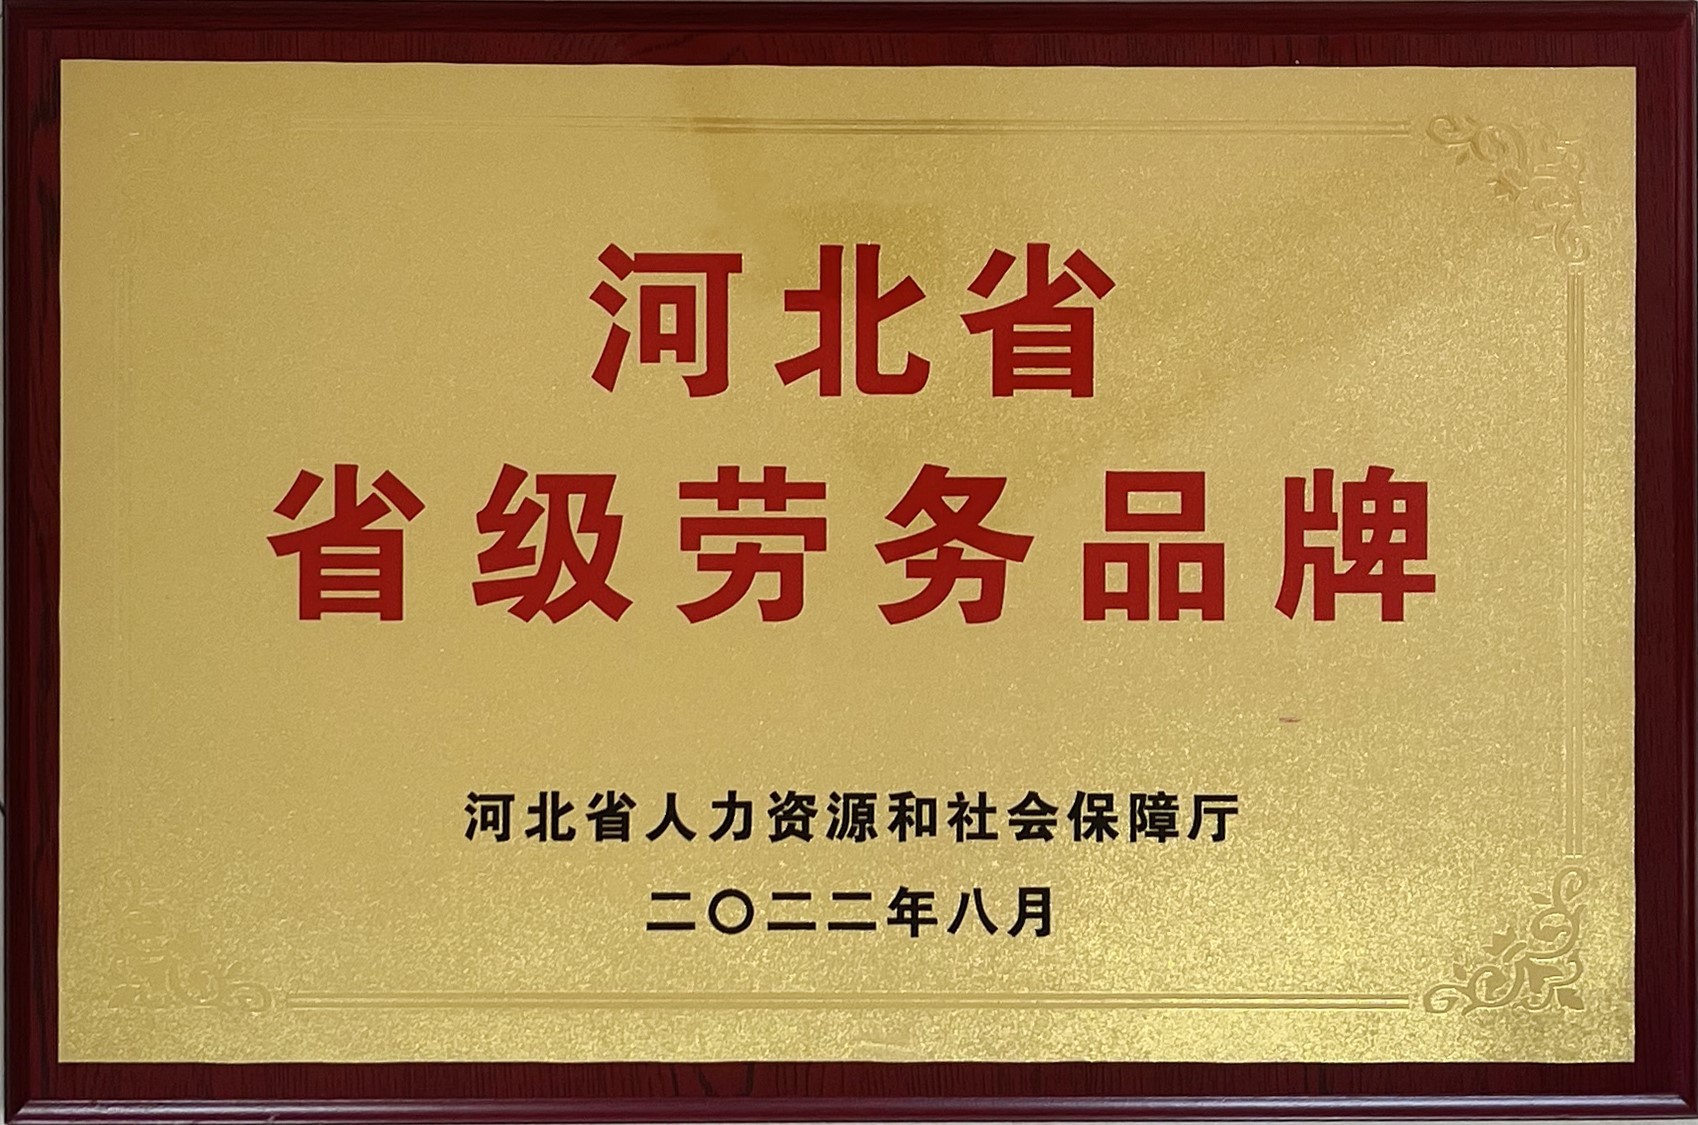 河北省
省级劳务品牌
河北省人力资源和社会保障厅
二〇二二年八月